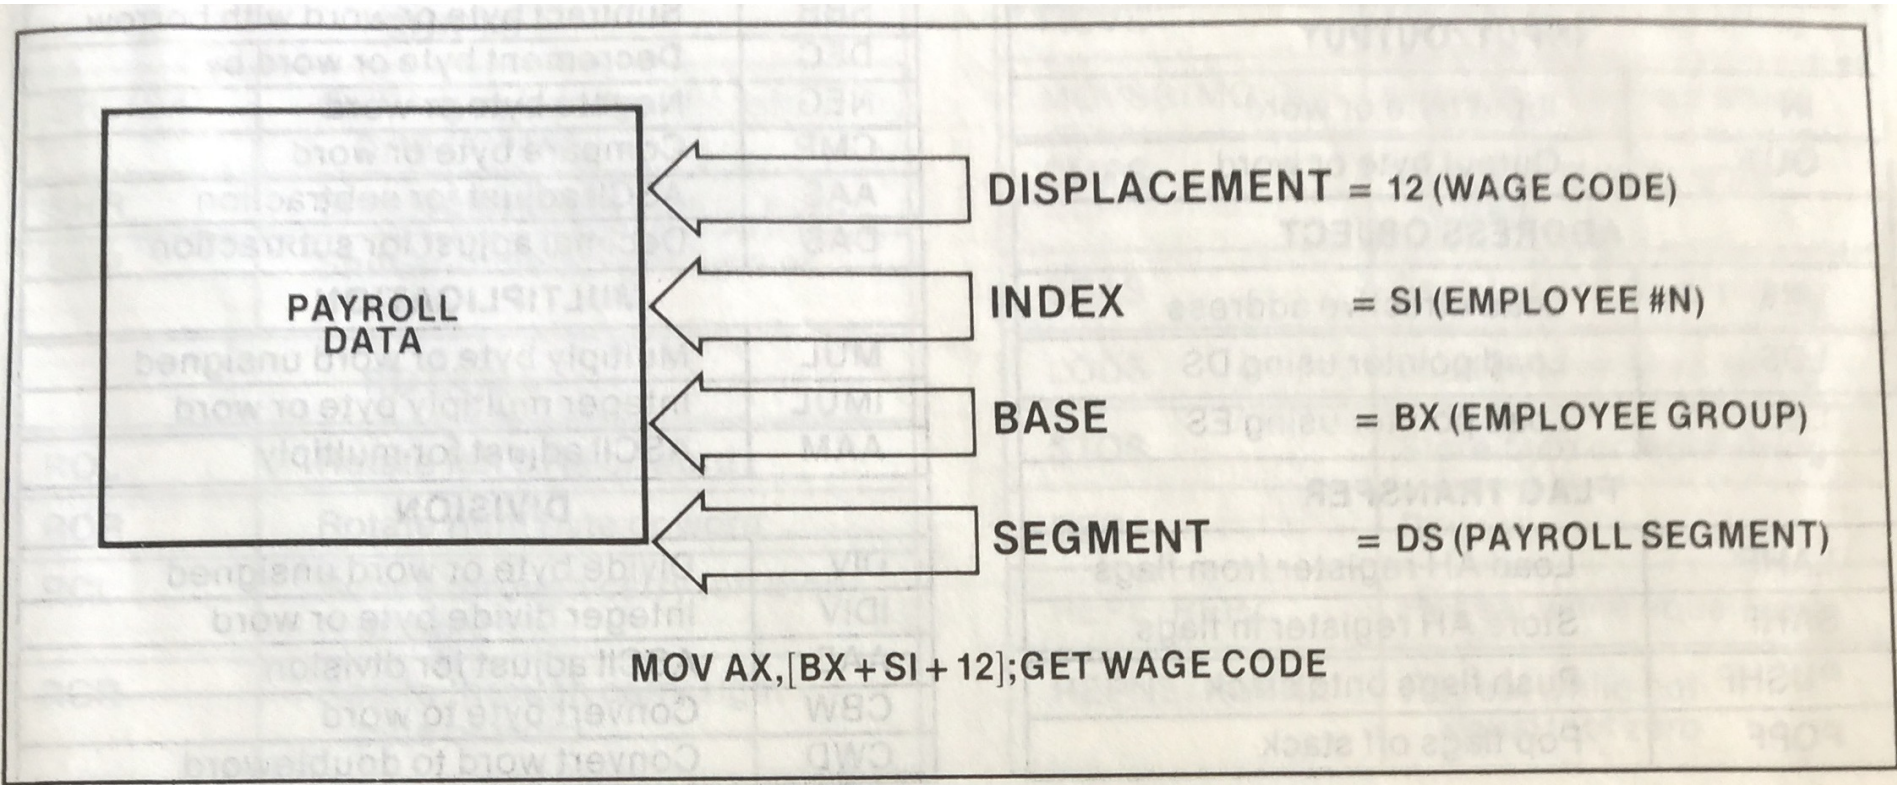 PAYROLL
DATA
DISPLACEMENT = 12 (WAGE CODE)
INDEX = SI (EMPLOYEE #N)
BASE = BX (EMPLOYEE GROUP)
SEGMENT = DS (PAYROLL SEGMENT)
MOV AX,[BX + SI + 12];GET WAGE CODE